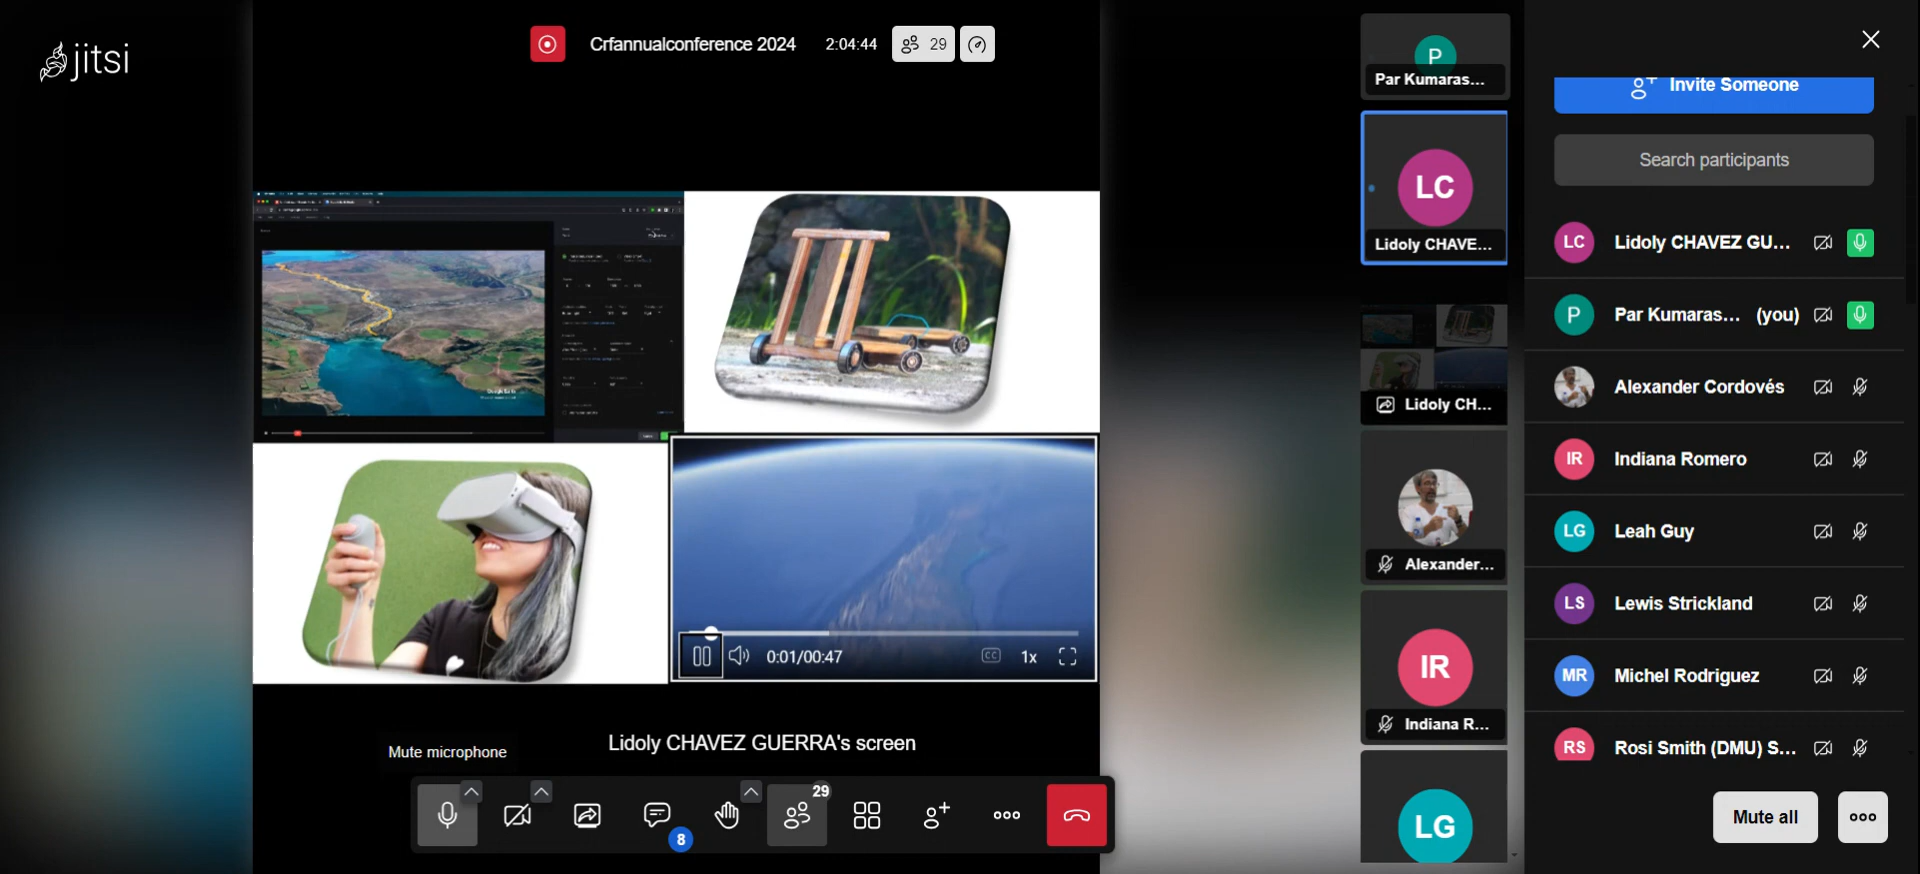 jitsi
Crfannualconference 2024
2:04:44
29
P
Par Kumaras...
LC
Lidoly CHAVE...
Lidoly CH...
Alexander...
IR
Indiana R...
LG
Invite Someone
Search participants
LC Lidoly CHAVEZ GU...
P Par Kumaras... (you)
Alexander Cordovés
IR Indiana Romero
LG Leah Guy
LS Lewis Strickland
MR Michel Rodriguez
RS Rosi Smith (DMU) S...
Mute all
Google Earth
0:01/00:47
CC
1x
Mute microphone
Lidoly CHAVEZ GUERRA's screen
29
8